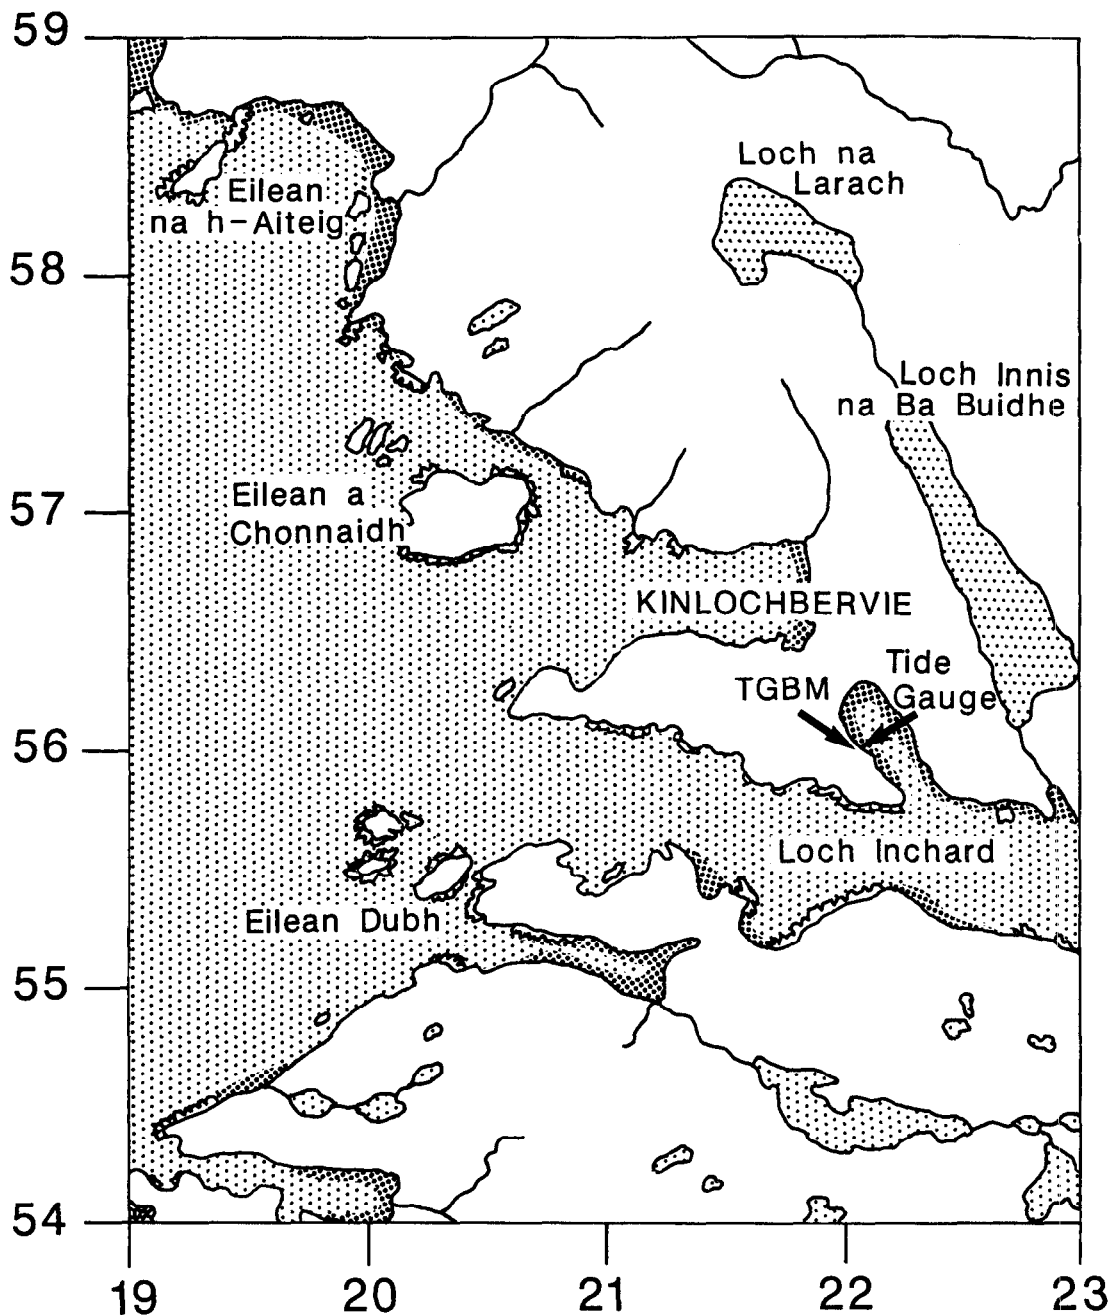 59
Loch na
Larach
Eilean
na h-Aiteig
58
Loch Innis
na Ba Buidhe
Eilean a
Chonnaidh
57
KINLOCHBERVIE
Tide
Gauge
TGBM
56
Loch Inchard
Eilean Dubh
55
54
19 20 21 22 23